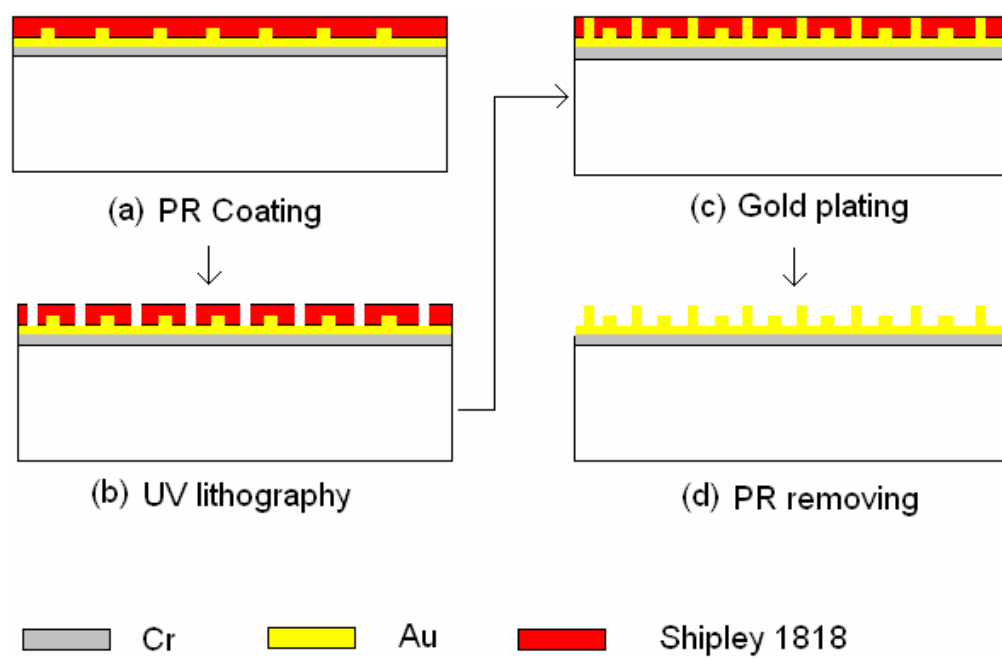 (a) PR Coating
(c) Gold plating
(b) UV lithography
(d) PR removing
Cr
Au
Shipley 1818